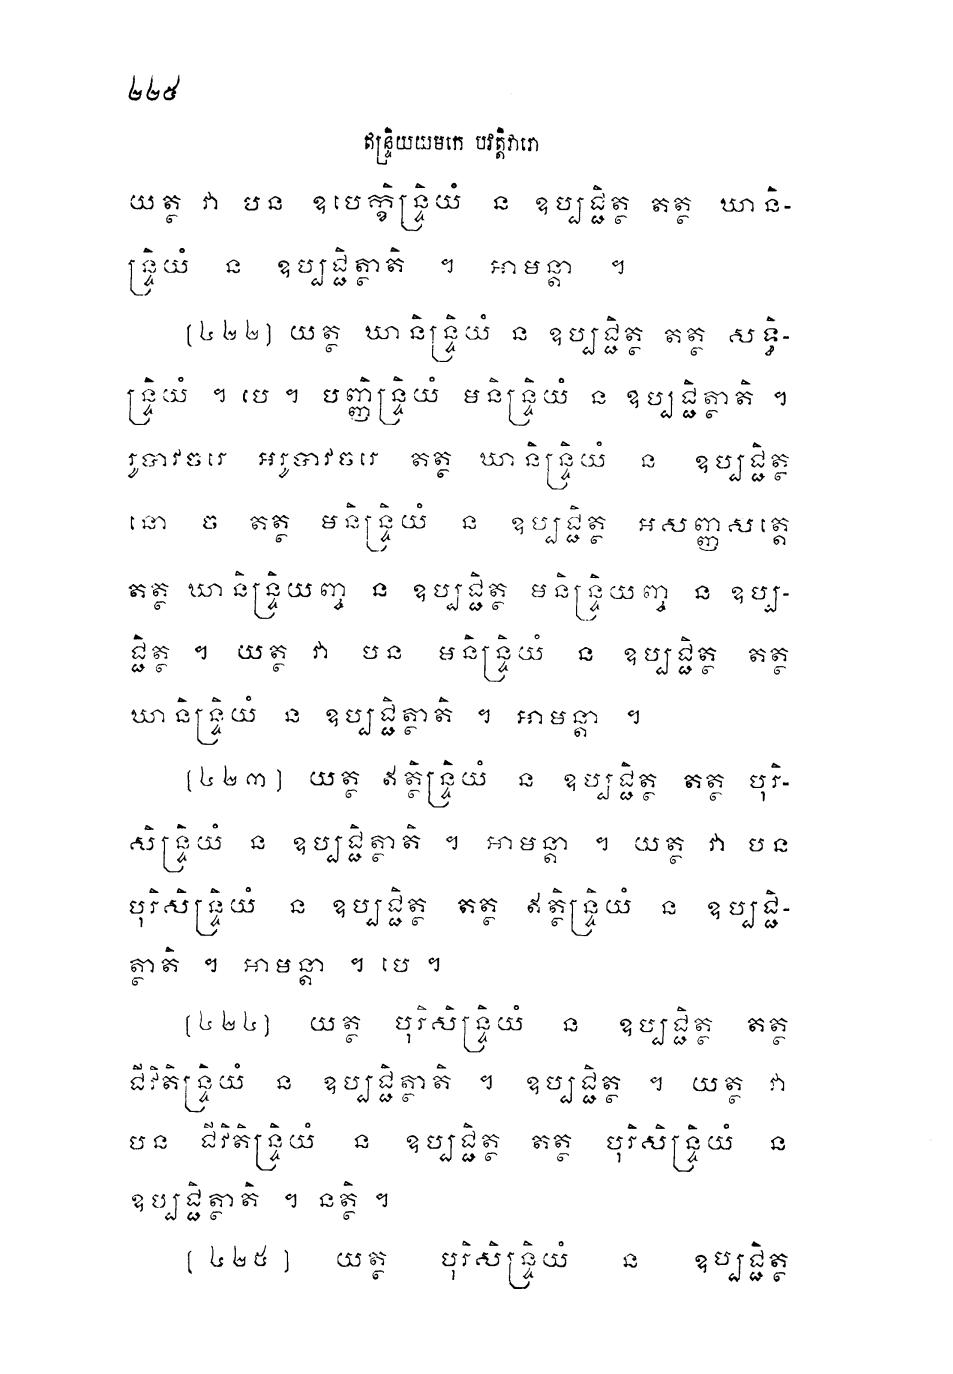 ២២៨
ឥន្ទ្រិយយមកេ បវត្តិវារោ
យត្ថ វា បន ឧបេក្ខិន្ទ្រិយំ ន ឧប្បជ្ជិត្ថ តត្ថ ឃានិ-
ន្ទ្រិយំ ន ឧប្បជ្ជិត្ថាតិ ។ អាមន្តា ។
(៤២២) យត្ថ ឃានិន្ទ្រិយំ ន ឧប្បជ្ជិត្ថ តត្ថ សទ្ធិ-
ន្ទ្រិយំ ។ បេ ។ បញ្ញិន្ទ្រិយំ មនិន្ទ្រិយំ ន ឧប្បជ្ជិត្ថាតិ ។
រូបាវចរេ អរូបាវចរេ តត្ថ ឃានិន្ទ្រិយំ ន ឧប្បជ្ជិត្ថ
នោ ច តត្ថ មនិន្ទ្រិយំ ន ឧប្បជ្ជិត្ថ អសញ្ញសត្តេ
តត្ថ ឃានិន្ទ្រិយញ្ច ន ឧប្បជ្ជិត្ថ មនិន្ទ្រិយញ្ច ន ឧប្ប-
ជ្ជិត្ថ ។ យត្ថ វា បន មនិន្ទ្រិយំ ន ឧប្បជ្ជិត្ថ តត្ថ
ឃានិន្ទ្រិយំ ន ឧប្បជ្ជិត្ថាតិ ។ អាមន្តា ។
(៤២៣) យត្ថ ឥត្ថិន្ទ្រិយំ ន ឧប្បជ្ជិត្ថ តត្ថ បុរិ-
សិន្ទ្រិយំ ន ឧប្បជ្ជិត្ថាតិ ។ អាមន្តា ។ យត្ថ វា បន
បុរិសិន្ទ្រិយំ ន ឧប្បជ្ជិត្ថ តត្ថ ឥត្ថិន្ទ្រិយំ ន ឧប្បជ្ជិ-
ត្ថាតិ ។ អាមន្តា ។ បេ ។
(៤២៤) យត្ថ បុរិសិន្ទ្រិយំ ន ឧប្បជ្ជិត្ថ តត្ថ
ជីវិតិន្ទ្រិយំ ន ឧប្បជ្ជិត្ថាតិ ។ ឧប្បជ្ជិត្ថ ។ យត្ថ វា
បន ជីវិតិន្ទ្រិយំ ន ឧប្បជ្ជិត្ថ តត្ថ បុរិសិន្ទ្រិយំ ន
ឧប្បជ្ជិត្ថាតិ ។ នត្ថិ ។
(៤២៥) យត្ថ បុរិសិន្ទ្រិយំ ន ឧប្បជ្ជិត្ថ